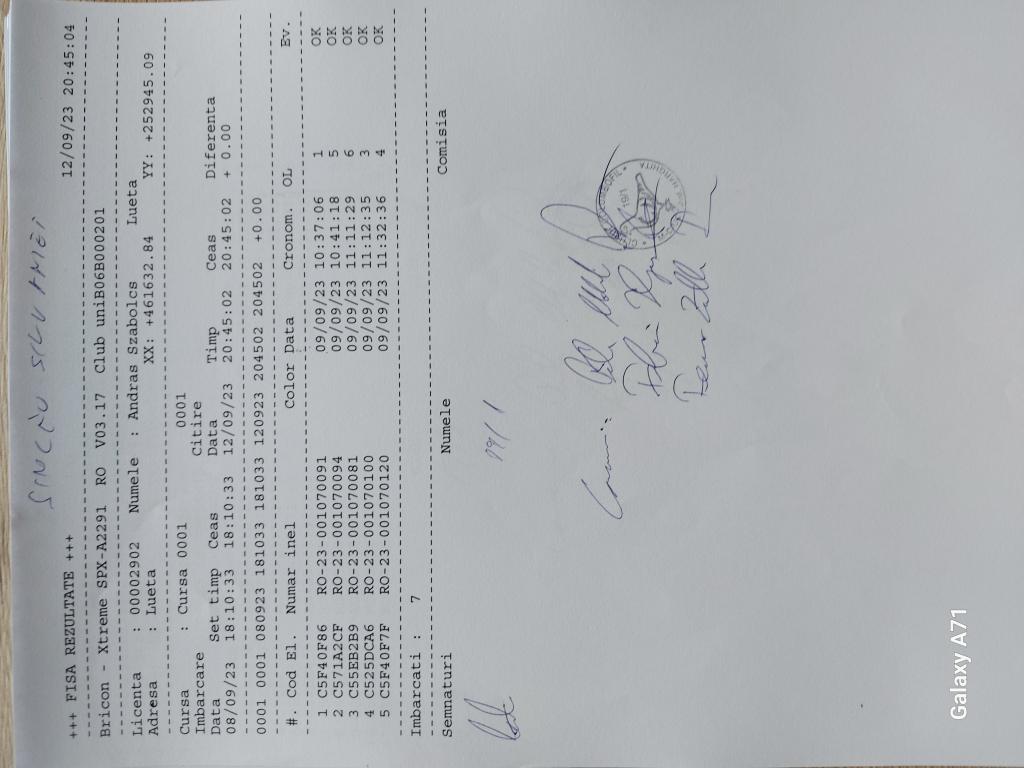 SINCĂU SILVANIEI
+++ FISA REZULTATE +++ 12/09/23 20:45:04
Bricon - Xtreme SPX-A2291 RO V03.17 Club uniB06B000201
Licenta : 00002902 Numele : Andras Szabolcs Lueta
Adresa : Lueta XX: +461632.84 YY: +252945.09
Cursa : Cursa 0001 0001
Imbarcare Citire
Data Set timp Ceas Data Timp Ceas Diferenta
08/09/23 18:10:33 18:10:33 12/09/23 20:45:02 20:45:02 + 0.00
0001 0001 080923 181033 181033 120923 204502 204502 +0.00
#. Cod El. Numar inel Color Data Cronom. OL Ev.
1 C5F40F86 RO-23-001070091 09/09/23 10:37:06 1 OK
2 C571A2CF RO-23-001070094 09/09/23 10:41:18 5 OK
3 C55EB2B9 RO-23-001070081 09/09/23 11:11:29 6 OK
4 C525DCA6 RO-23-001070100 09/09/23 11:12:35 3 OK
5 C5F40F7F RO-23-001070120 09/09/23 11:32:36 4 OK
Imbarcati : 7
Semnaturi Numele Comisia
1991